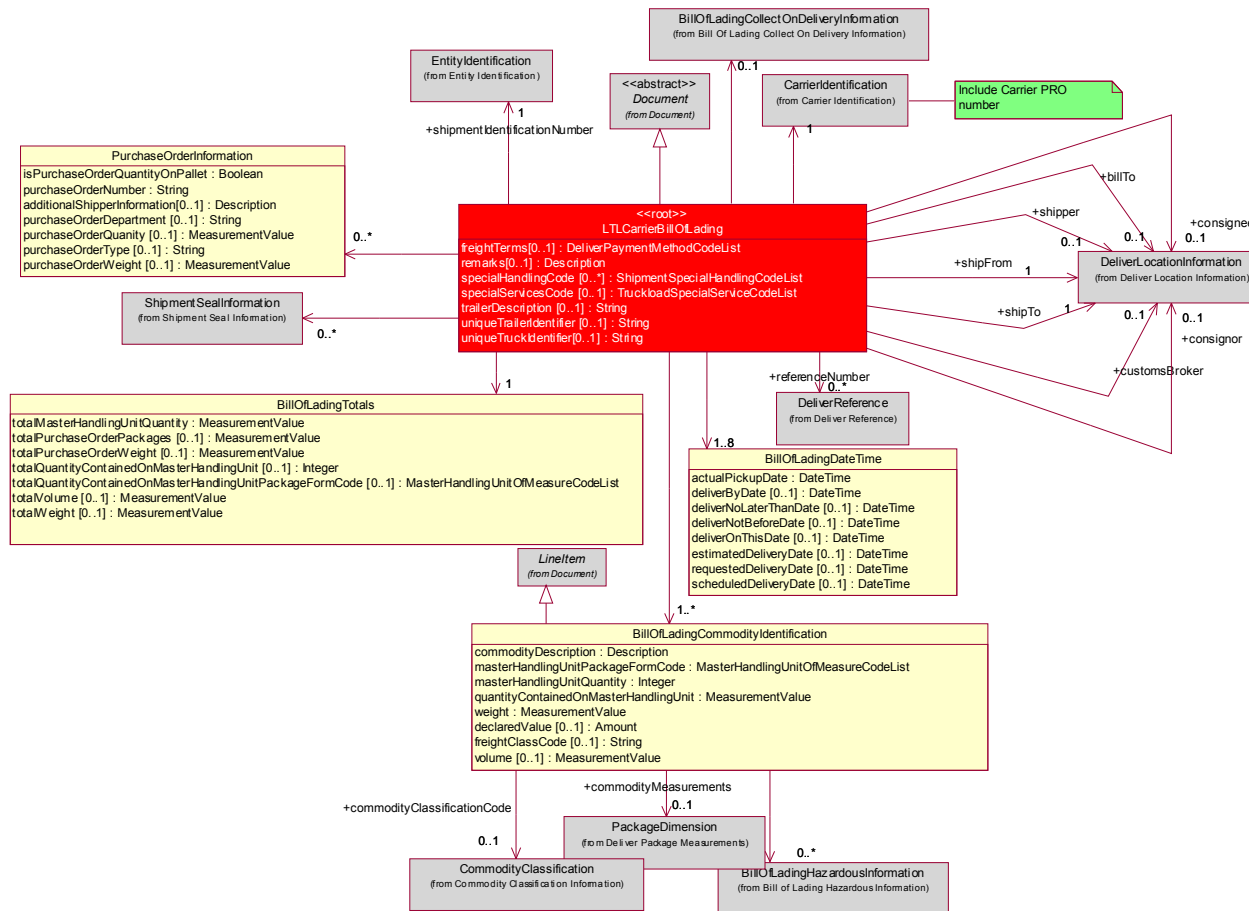 BillOfLadingCollectOnDeliveryInformation
(from Bill Of Lading Collect On Delivery Information)
0..1
EntityIdentification
(from Entity Identification )
1
+shipmentIdentificationNumber
<<abstract>>
Document
(from Document)
CarrierIdentification
(from Carrier Identification )
1
Include Carrier PRO
number
PurchaseOrderInformation
isPurchaseOrderQuantityOnPallet : Boolean
purchaseOrderNumber : String
additionalShipperInformation[0..1] : Description
purchaseOrderDepartment [0..1] : String
purchaseOrderQuanity [0..1] : MeasurementValue
purchaseOrderType [0..1] : String
purchaseOrderWeight [0..1] : MeasurementValue
0..*
ShipmentSealInformation
(from Shipment Seal Information)
0..*
<<root>>
LTLCarrierBillOfLading
freightTerms[0..1] : DeliverPaymentMethodCodeList
remarks[0..1] : Description
specialHandlingCode [0..*] : ShipmentSpecialHandlingCodeList
specialServicesCode [0..1] : TruckloadSpecialServiceCodeList
trailerDescription [0..1] : String
uniqueTrailerIdentifier [0..1] : String
uniqueTruckIdentifier[0..1] : String
+billTo
0..1
+shipper
0..1
+consigned
0..1
+shipFrom
1
+shipTo
1
DeliverLocationInformation
(from Deliver Location Information)
0..1
+customsBroker
0..1
+consignor
1
BillOfLadingTotals
totalMasterHandlingUnitQuantity : MeasurementValue
totalPurchaseOrderPackages [0..1] : MeasurementValue
totalPurchaseOrderWeight [0..1] : MeasurementValue
totalQuantityContainedOnMasterHandlingUnit [0..1] : Integer
totalQuantityContainedOnMasterHandlingUnitPackageFormCode [0..1] : MasterHandlingUnitOfMeasureCodeList
totalVolume [0..1] : MeasurementValue
totalWeight [0..1] : MeasurementValue
+referenceNumber
0..*
DeliverReference
(from Deliver Reference)
1..8
BillOfLadingDateTime
actualPickupDate : DateTime
deliverByDate [0..1] : DateTime
deliverNoLaterThanDate [0..1] : DateTime
deliverNotBeforeDate [0..1] : DateTime
deliverOnThisDate [0..1] : DateTime
estimatedDeliveryDate [0..1] : DateTime
requestedDeliveryDate [0..1] : DateTime
scheduledDeliveryDate [0..1] : DateTime
LineItem
(from Document)
1..*
BillOfLadingCommodityIdentification
commodityDescription : Description
masterHandlingUnitPackageFormCode : MasterHandlingUnitOfMeasureCodeList
masterHandlingUnitQuantity : Integer
quantityContainedOnMasterHandlingUnit : MeasurementValue
weight : MeasurementValue
declaredValue [0..1] : Amount
freightClassCode [0..1] : String
volume [0..1] : MeasurementValue
+commodityClassificationCode
0..1
+commodityMeasurements
0..1
0..*
PackageDimension
(from Deliver Package Measurements)
CommodityClassification
(from Commodity Classification Information)
BillOfLadingHazardousInformation
(from Bill of Lading Hazardous Information)